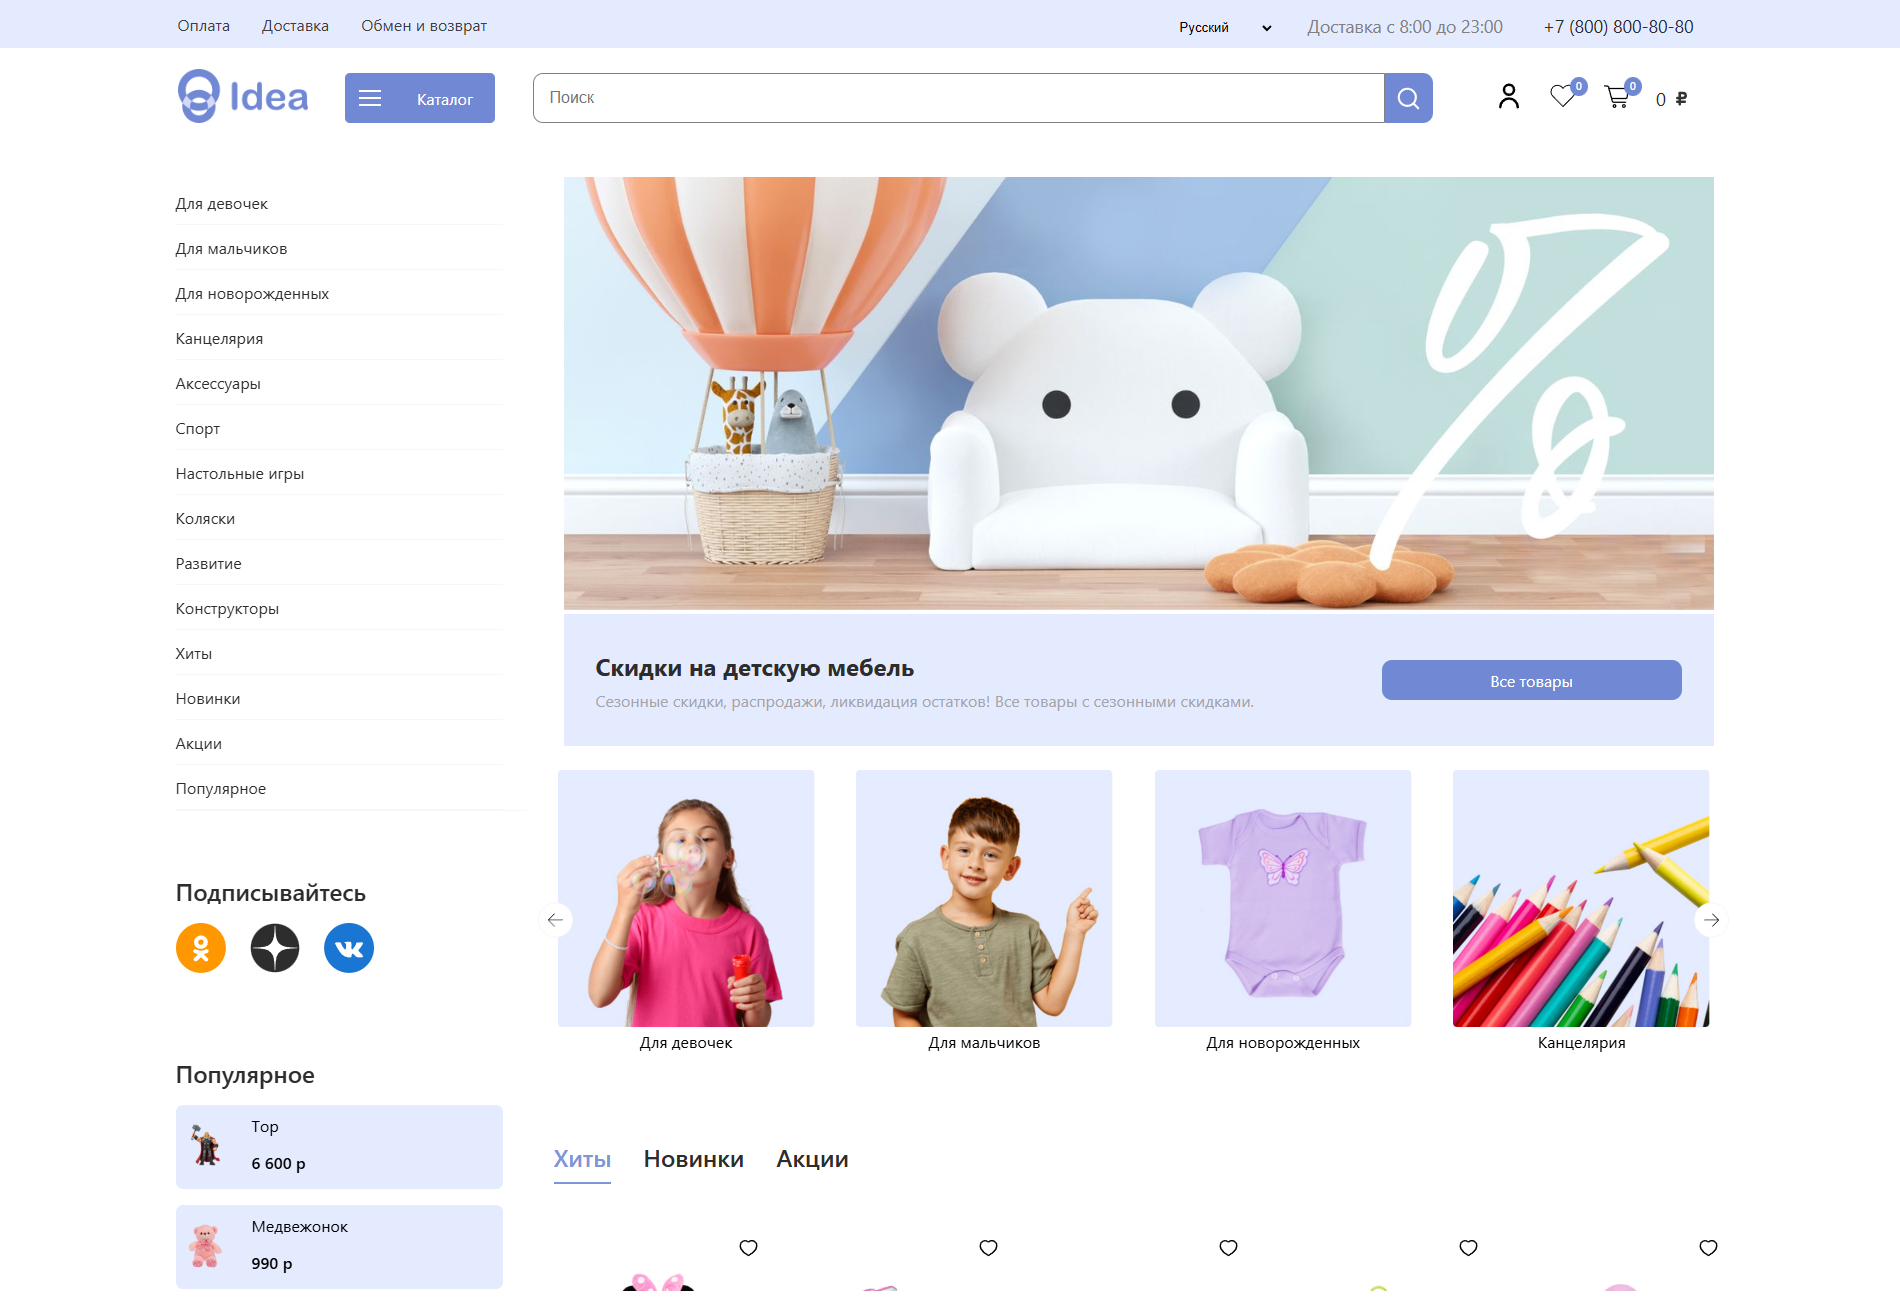 Оплата Доставка Обмен и возврат Русский Доставка с 8:00 до 23:00 +7 (800) 800-80-80
Idea Каталог Поиск 0 0 0 ₽
Для девочек
Для мальчиков
Для новорожденных
Канцелярия
Аксессуары
Спорт
Настольные игры
Коляски
Развитие
Конструкторы
Хиты
Новинки
Акции
Популярное
%
Скидки на детскую мебель
Сезонные скидки, распродажи, ликвидация остатков! Все товары с сезонными скидками.
Все товары
Для девочек Для мальчиков Для новорожденных Канцелярия
Подписывайтесь
Популярное
Тор
6 600 р
Медвежонок
990 р
Хиты Новинки Акции